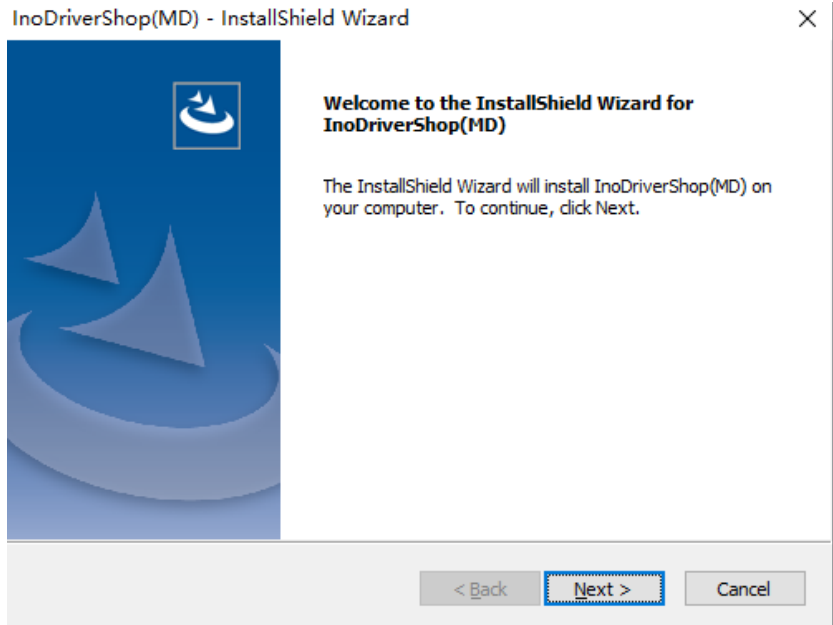 InoDriverShop(MD) - InstallShield Wizard
Welcome to the InstallShield Wizard for
InoDriverShop(MD)
The InstallShield Wizard will install InoDriverShop(MD) on
your computer.  To continue, click Next.
< Back
Next >
Cancel